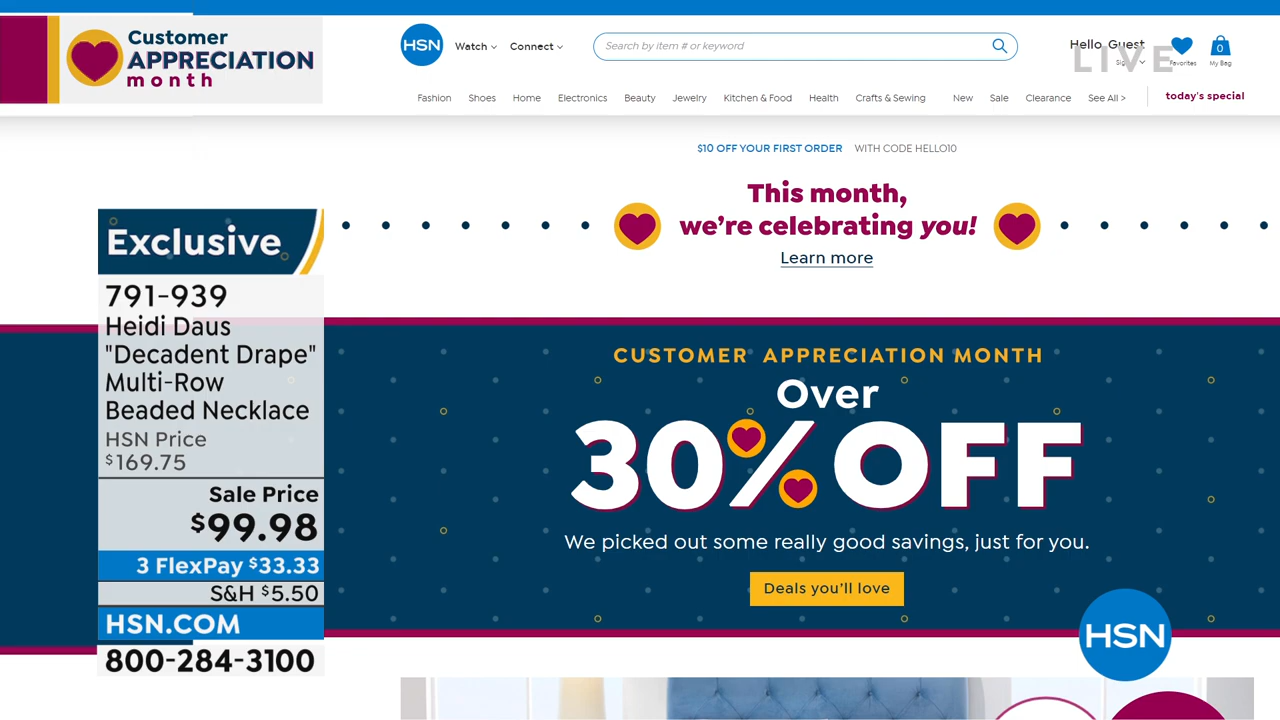 Customer
APPRECIATION
month
HSN
Watch
Connect
Search by item # or keyword
Hello, Guest
LIVE
Favorites
0
My Bag
Fashion
Shoes
Home
Electronics
Beauty
Jewelry
Kitchen & Food
Health
Crafts & Sewing
New
Sale
Clearance
See All >
today's special
$10 OFF YOUR FIRST ORDER WITH CODE HELLO10
This month,
we're celebrating you!
Learn more
Exclusive
791-939
Heidi Daus
"Decadent Drape"
Multi-Row
Beaded Necklace
HSN Price
$169.75
Sale Price
$99.98
3 FlexPay $33.33
S&H $5.50
HSN.COM
800-284-3100
CUSTOMER APPRECIATION MONTH
Over
30% OFF
We picked out some really good savings, just for you.
Deals you'll love
HSN